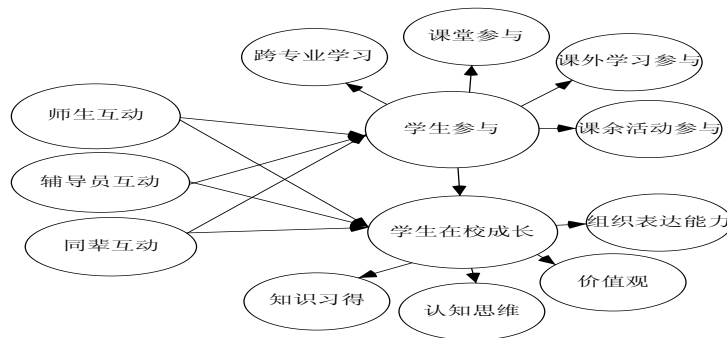 课堂参与
跨专业学习
课外学习参与
师生互动
学生参与
课余活动参与
辅导员互动
组织表达能力
学生在校成长
同辈互动
价值观
知识习得
认知思维